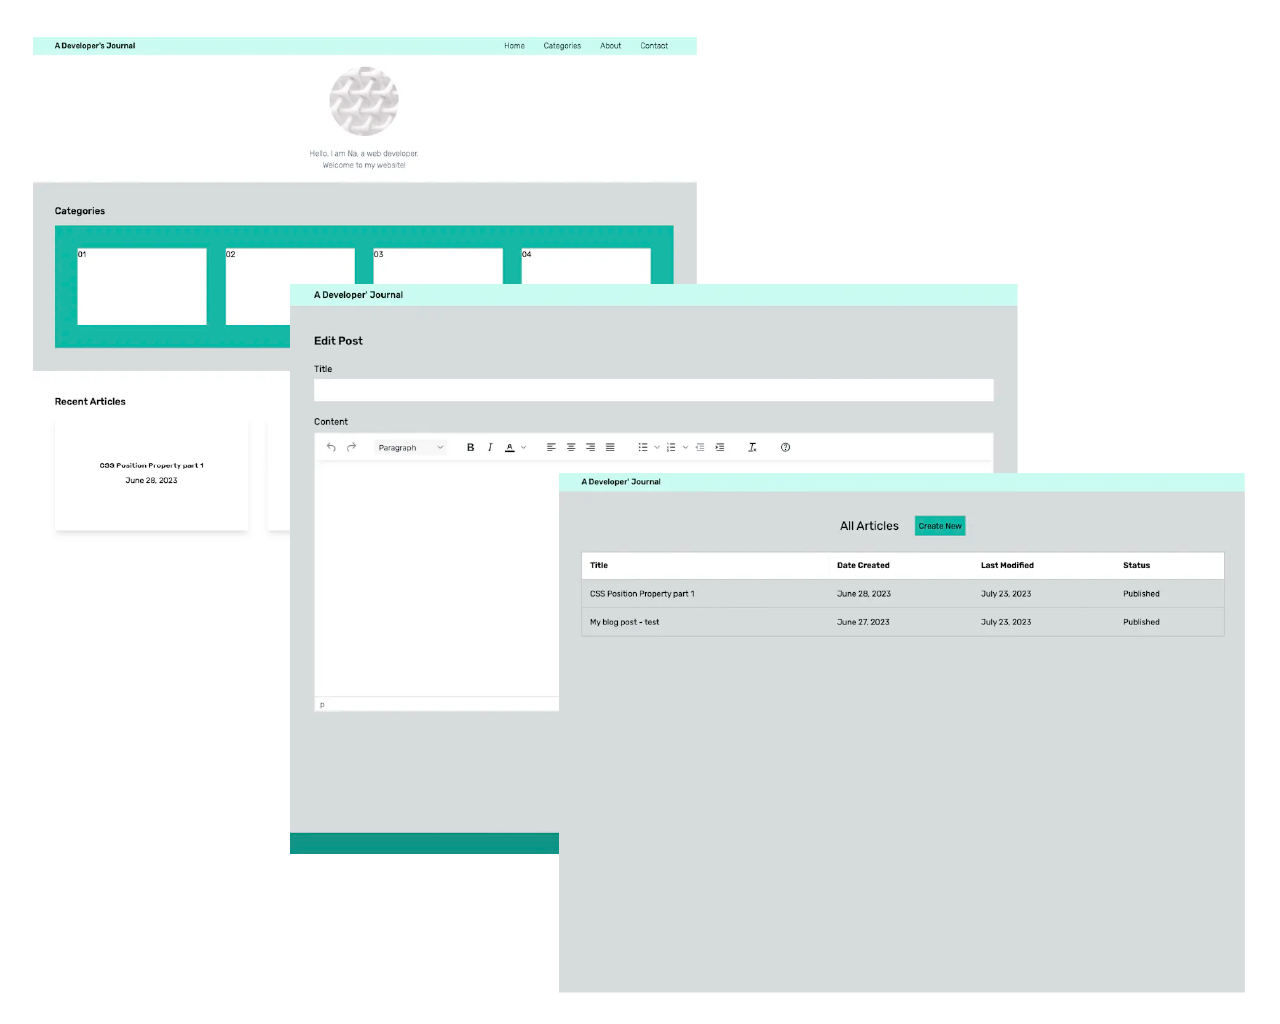 A Developer's Journal
Home Categories About Contact
Hello, I am Na, a web developer.
Welcome to my website!
Categories
01 02 03 04
Recent Articles
CSS Position Property part 1
June 28, 2023
A Developer' Journal
Edit Post
Title
Content
Paragraph B I A
p
A Developer' Journal
All Articles Create New
Title Date Created Last Modified Status
CSS Position Property part 1 June 28, 2023 July 23, 2023 Published
My blog post - test June 27, 2023 July 23, 2023 Published